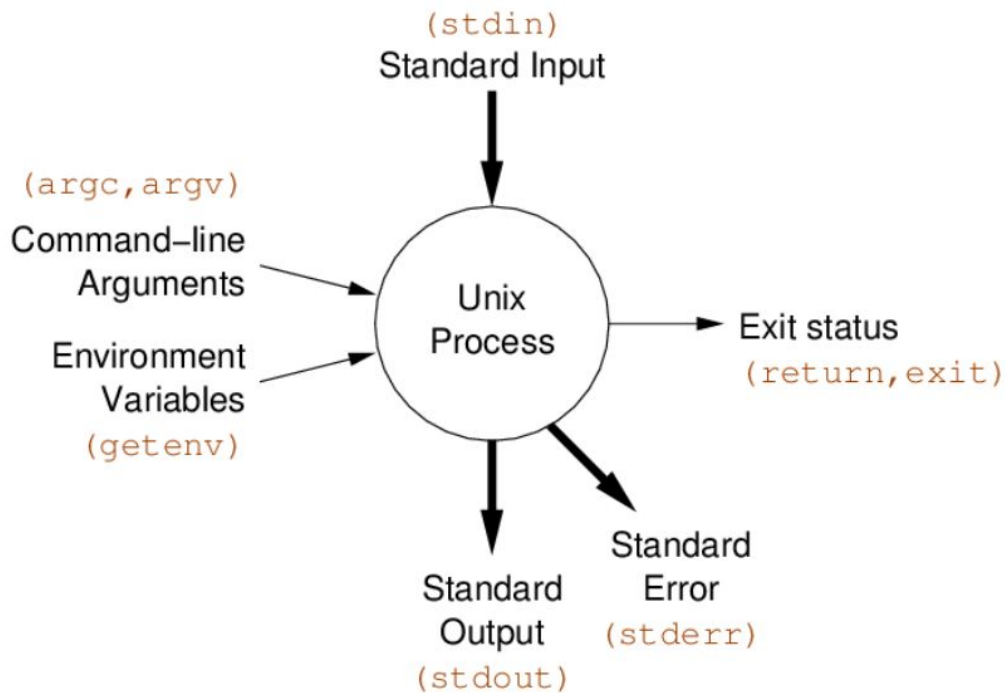 (stdin)
Standard Input
(argc,argv)
Command–line
Arguments
Environment
Variables
(getenv)
Unix
Process
Exit status
(return,exit)
Standard
Output
(stdout)
Standard
Error
(stderr)